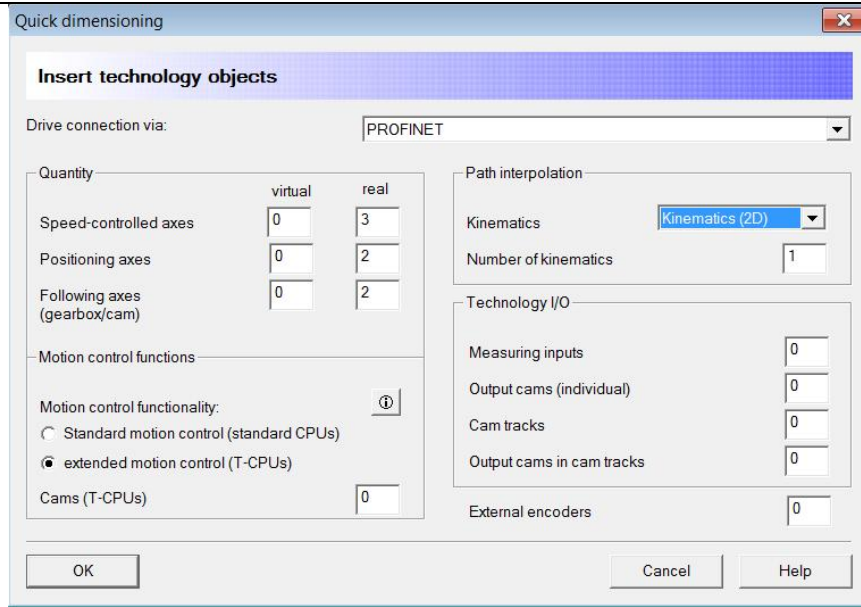 Quick dimensioning
Insert technology objects
Drive connection via:
PROFINET
Quantity
virtual
real
Speed-controlled axes
0
3
Positioning axes
0
2
Following axes
(gearbox/cam)
0
2
Motion control functions
Motion control functionality:
Standard motion control (standard CPUs)
extended motion control (T-CPUs)
Cams (T-CPUs)
0
Path interpolation
Kinematics
Kinematics (2D)
Number of kinematics
1
Technology I/O
Measuring inputs
0
Output cams (individual)
0
Cam tracks
0
Output cams in cam tracks
0
External encoders
0
OK
Cancel
Help